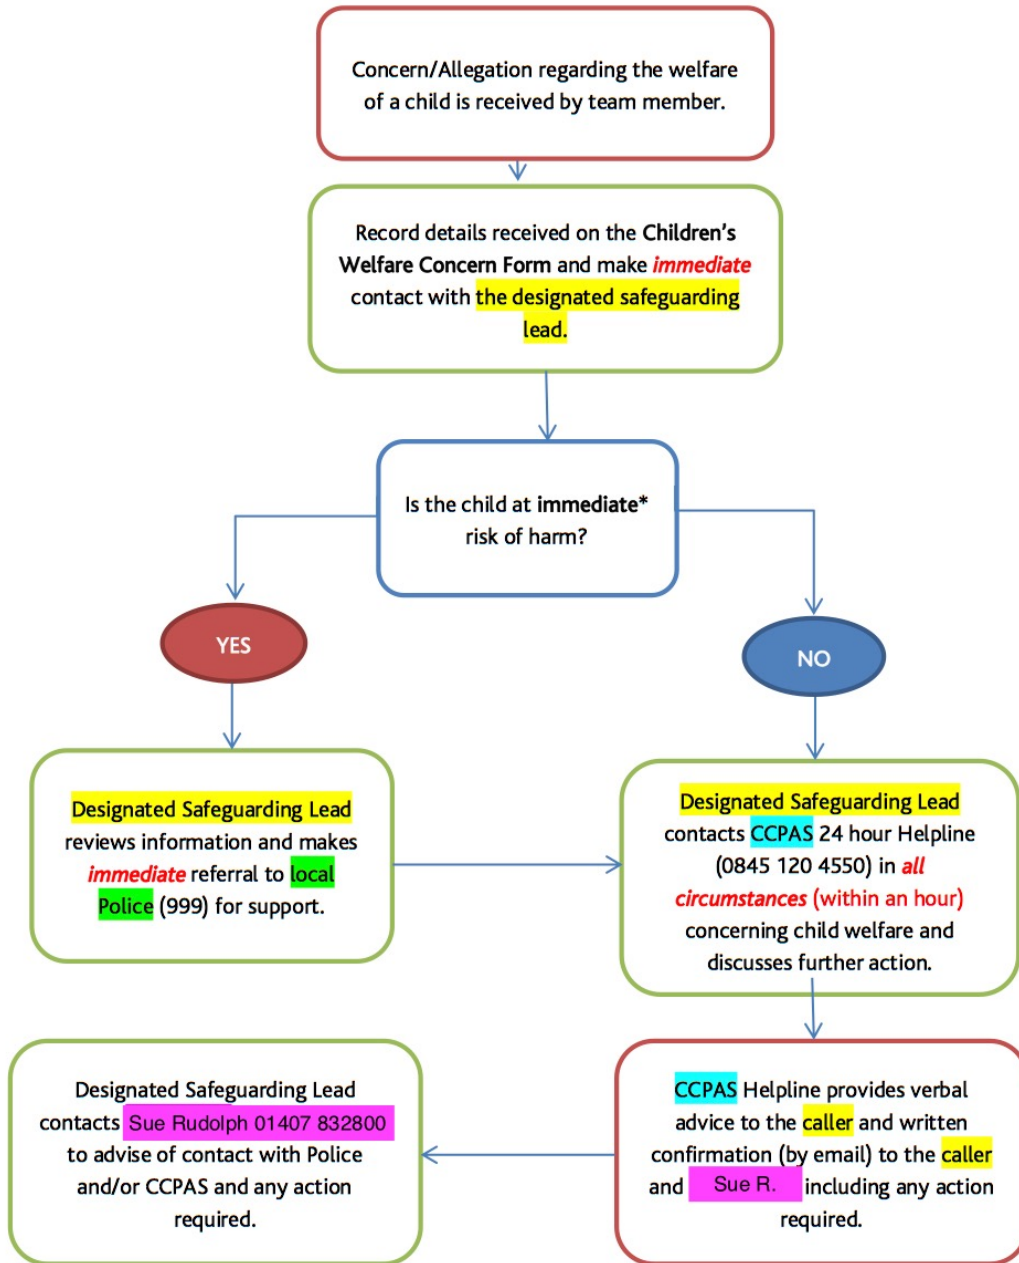 Concern/Allegation regarding the welfare
of a child is received by team member.
Record details received on the Children's
Welfare Concern Form and make immediate
contact with the designated safeguarding
lead.
Is the child at immediate*
risk of harm?
YES
NO
Designated Safeguarding Lead
reviews information and makes
immediate referral to local
Police (999) for support.
Designated Safeguarding Lead
contacts CCPAS 24 hour Helpline
(0845 120 4550) in all
circumstances (within an hour)
concerning child welfare and
discusses further action.
CCPAS Helpline provides verbal
advice to the caller and written
confirmation (by email) to the caller
and Sue R. including any action
required.
Designated Safeguarding Lead
contacts Sue Rudolph 01407 832800
to advise of contact with Police
and/or CCPAS and any action
required.